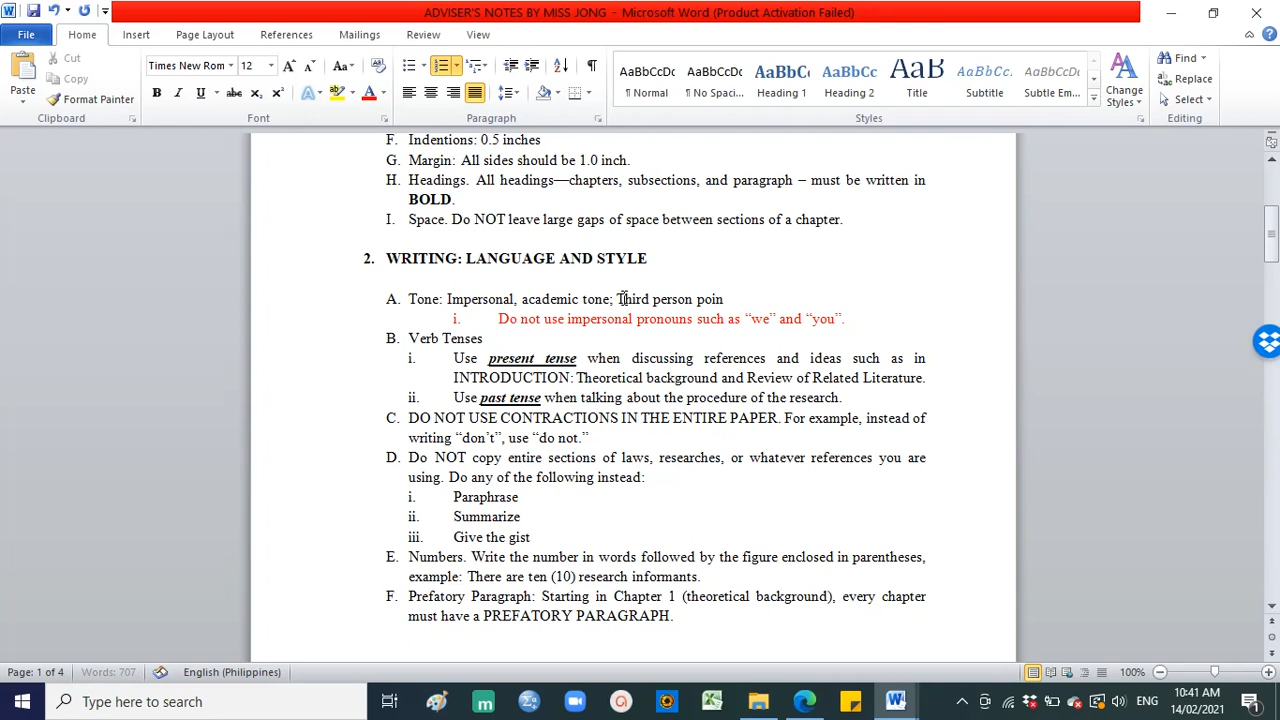 ADVISER'S NOTES BY MISS JONG - Microsoft Word (Product Activation Failed)
File Home Insert Page Layout References Mailings Review View
Paste
Cut
Copy
Format Painter
Clipboard
Times New Rom 12
Font
Paragraph
AaBbCcDc AaBbCcDc AaBbCc AaBbCc AaB AaBbCcL AaBbCcDc
¶ Normal ¶ No Spaci... Heading 1 Heading 2 Title Subtitle Subtle Em...
Styles
Change
Styles
Find
Replace
Select
Editing
F. Indentions: 0.5 inches
G. Margin: All sides should be 1.0 inch.
H. Headings. All headings—chapters, subsections, and paragraph – must be written in
BOLD.
I. Space. Do NOT leave large gaps of space between sections of a chapter.
2. WRITING: LANGUAGE AND STYLE
A. Tone: Impersonal, academic tone; Third person poin
i. Do not use impersonal pronouns such as “we” and “you”.
B. Verb Tenses
i. Use present tense when discussing references and ideas such as in
INTRODUCTION: Theoretical background and Review of Related Literature.
ii. Use past tense when talking about the procedure of the research.
C. DO NOT USE CONTRACTIONS IN THE ENTIRE PAPER. For example, instead of
writing “don’t”, use “do not.”
D. Do NOT copy entire sections of laws, researches, or whatever references you are
using. Do any of the following instead:
i. Paraphrase
ii. Summarize
iii. Give the gist
E. Numbers. Write the number in words followed by the figure enclosed in parentheses,
example: There are ten (10) research informants.
F. Prefatory Paragraph: Starting in Chapter 1 (theoretical background), every chapter
must have a PREFATORY PARAGRAPH.
Page: 1 of 4 Words: 707 English (Philippines) 100%
Type here to search
ENG
10:41 AM
14/02/2021